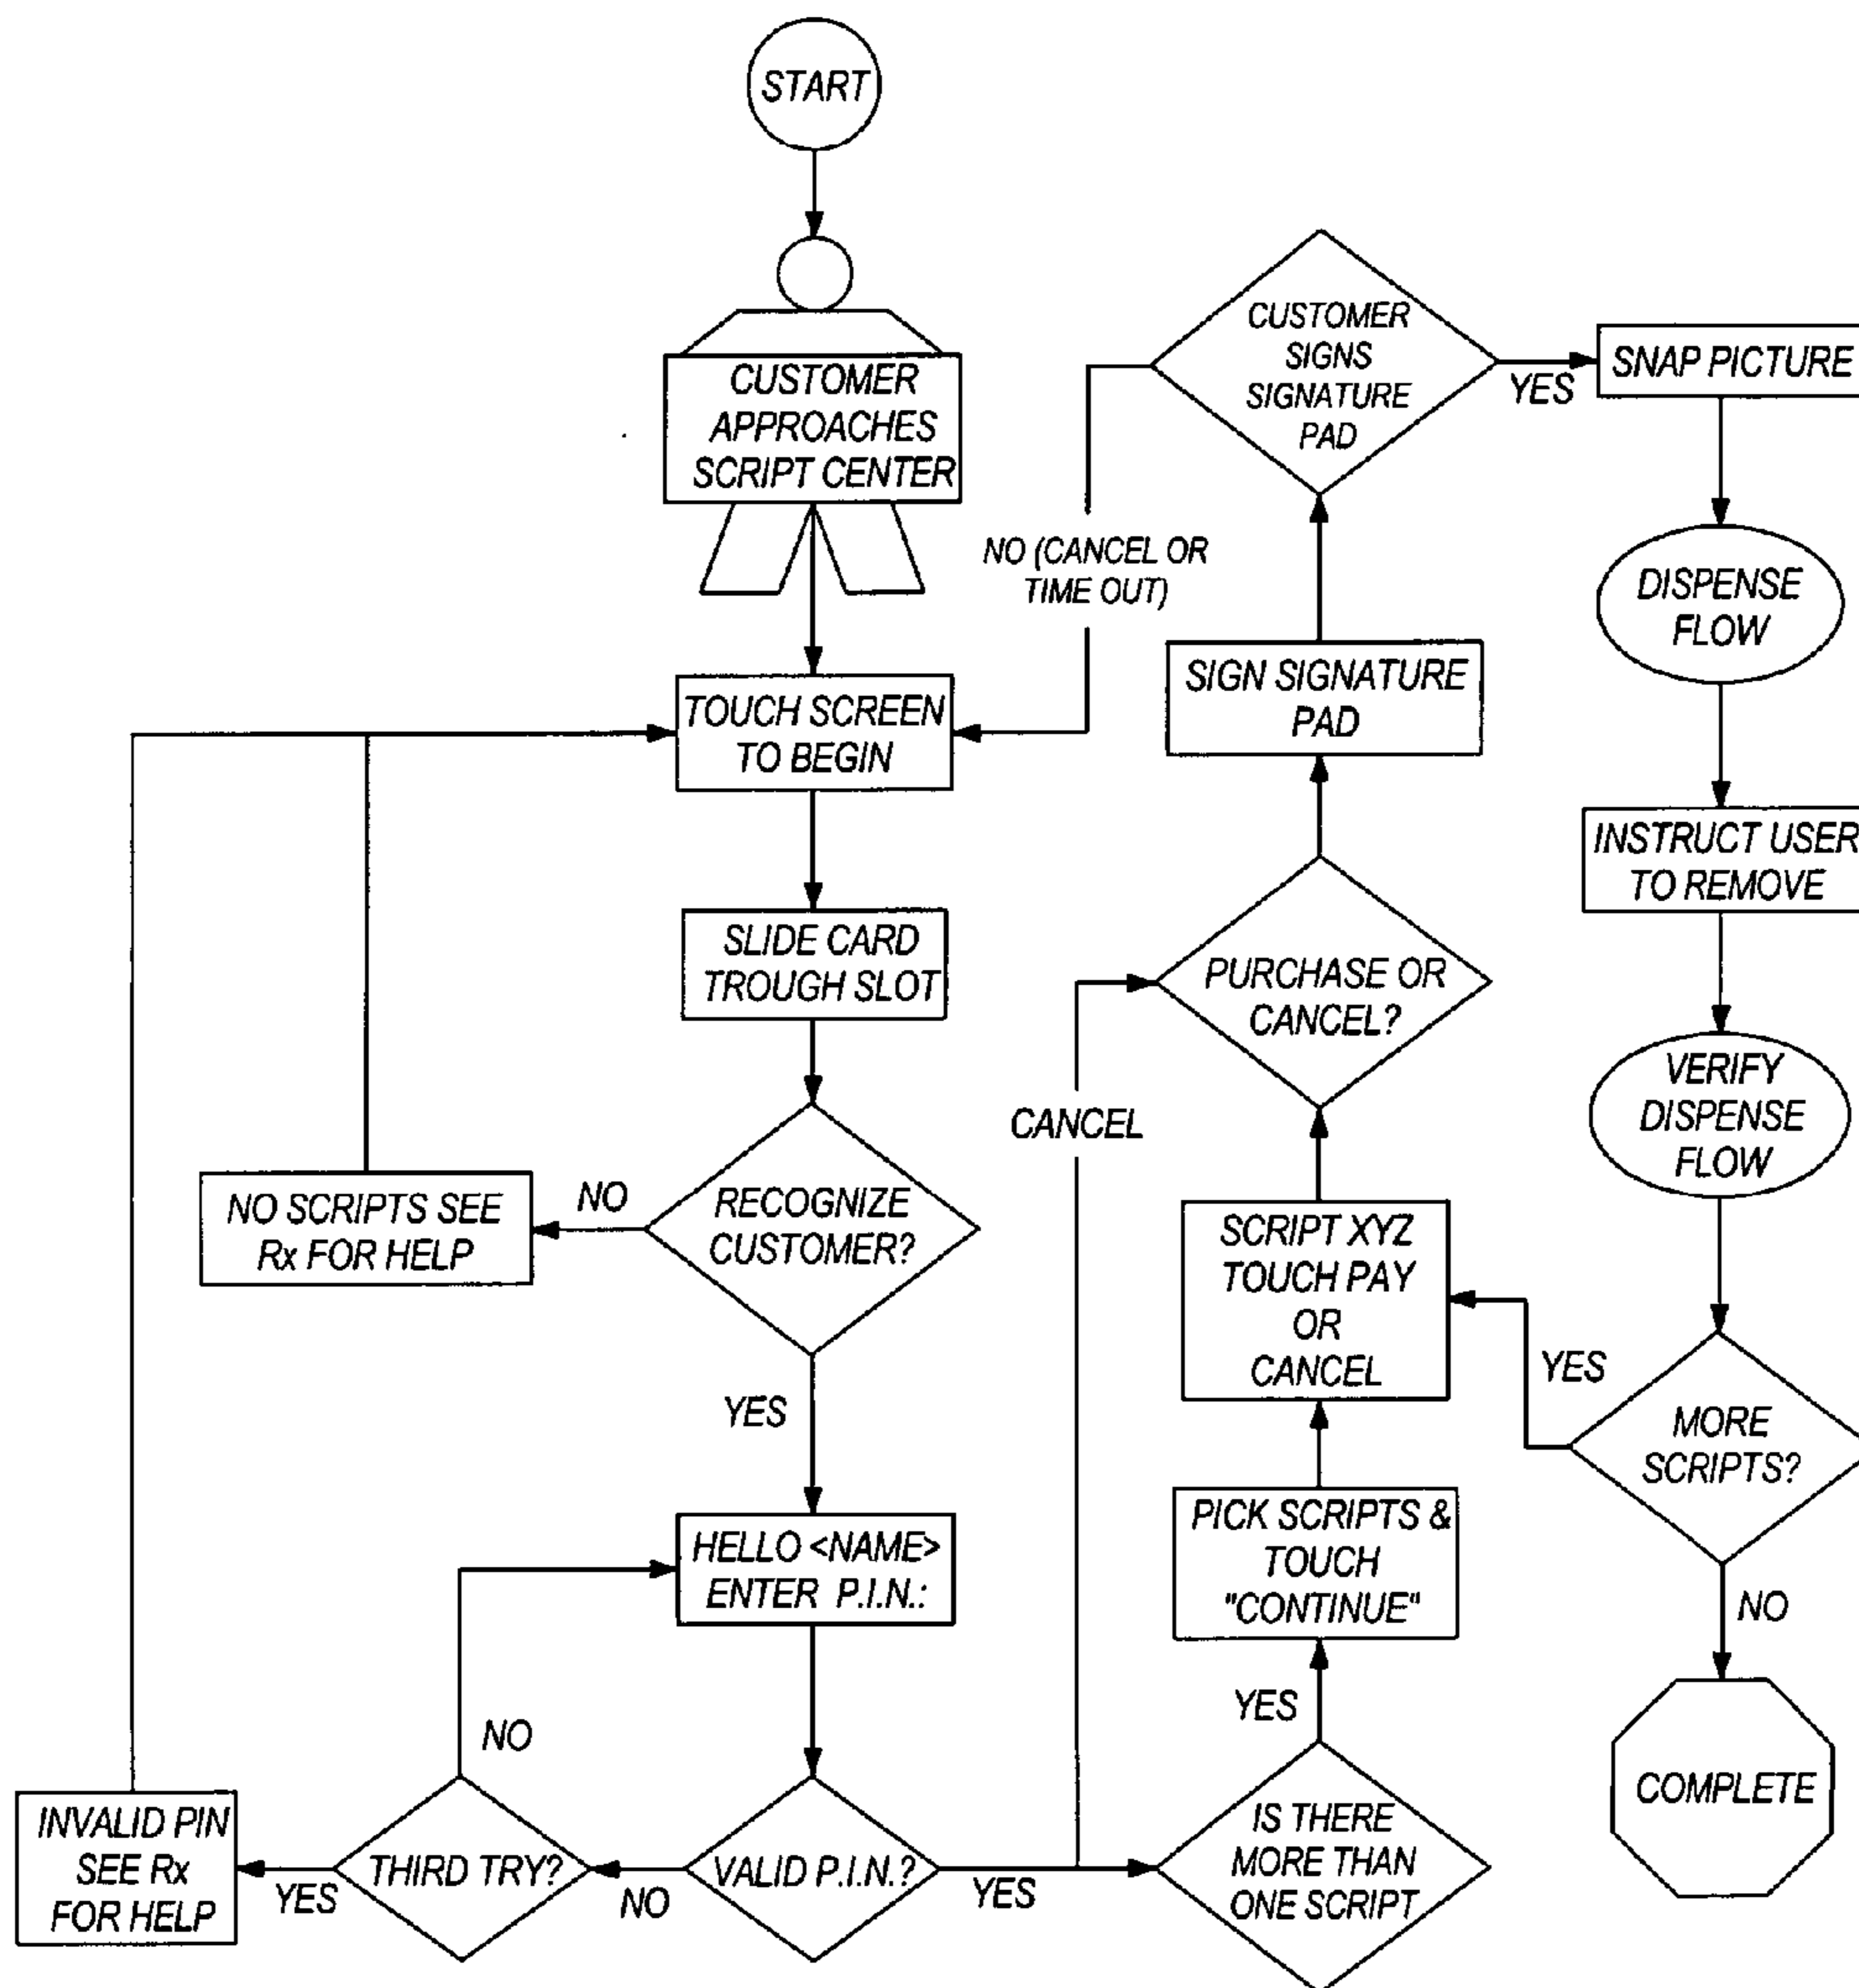 START
CUSTOMER
APPROACHES
SCRIPT CENTER
TOUCH SCREEN
TO BEGIN
SLIDE CARD
TROUGH SLOT
RECOGNIZE
CUSTOMER?
NO
NO SCRIPTS SEE
Rx FOR HELP
YES
HELLO <NAME>
ENTER P.I.N.:
VALID P.I.N.?
NO
THIRD TRY?
NO
YES
INVALID PIN
SEE Rx
FOR HELP
YES
IS THERE
MORE THAN
ONE SCRIPT
YES
PICK SCRIPTS &
TOUCH
"CONTINUE"
SCRIPT XYZ
TOUCH PAY
OR
CANCEL
CANCEL
PURCHASE OR
CANCEL?
SIGN SIGNATURE
PAD
CUSTOMER
SIGNS
SIGNATURE
PAD
NO (CANCEL OR
TIME OUT)
YES
SNAP PICTURE
DISPENSE
FLOW
INSTRUCT USER
TO REMOVE
VERIFY
DISPENSE
FLOW
MORE
SCRIPTS?
YES
NO
COMPLETE